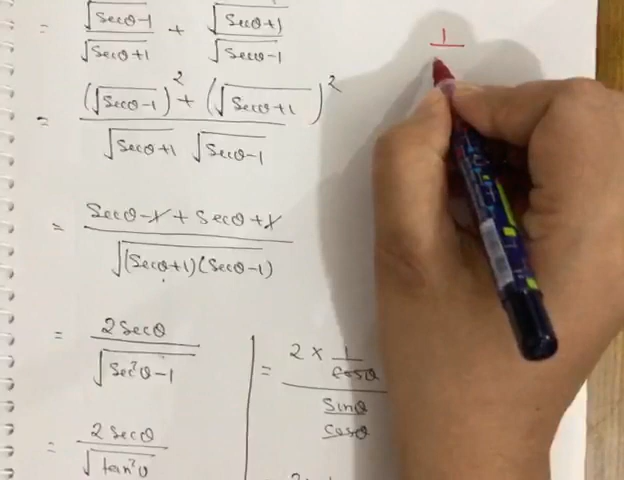 = √(secθ-1) / √(secθ+1) + √(secθ+1) / √(secθ-1)
= ((√(secθ-1))² + (√(secθ+1))²) / (√(secθ+1) √(secθ-1))
= (secθ-1 + secθ+1) / √((secθ+1)(secθ-1))
= 2secθ / √(sec²θ-1)
= 2secθ / √(tan²θ)
= (2 × 1/cosθ) / (sinθ/cosθ)
1